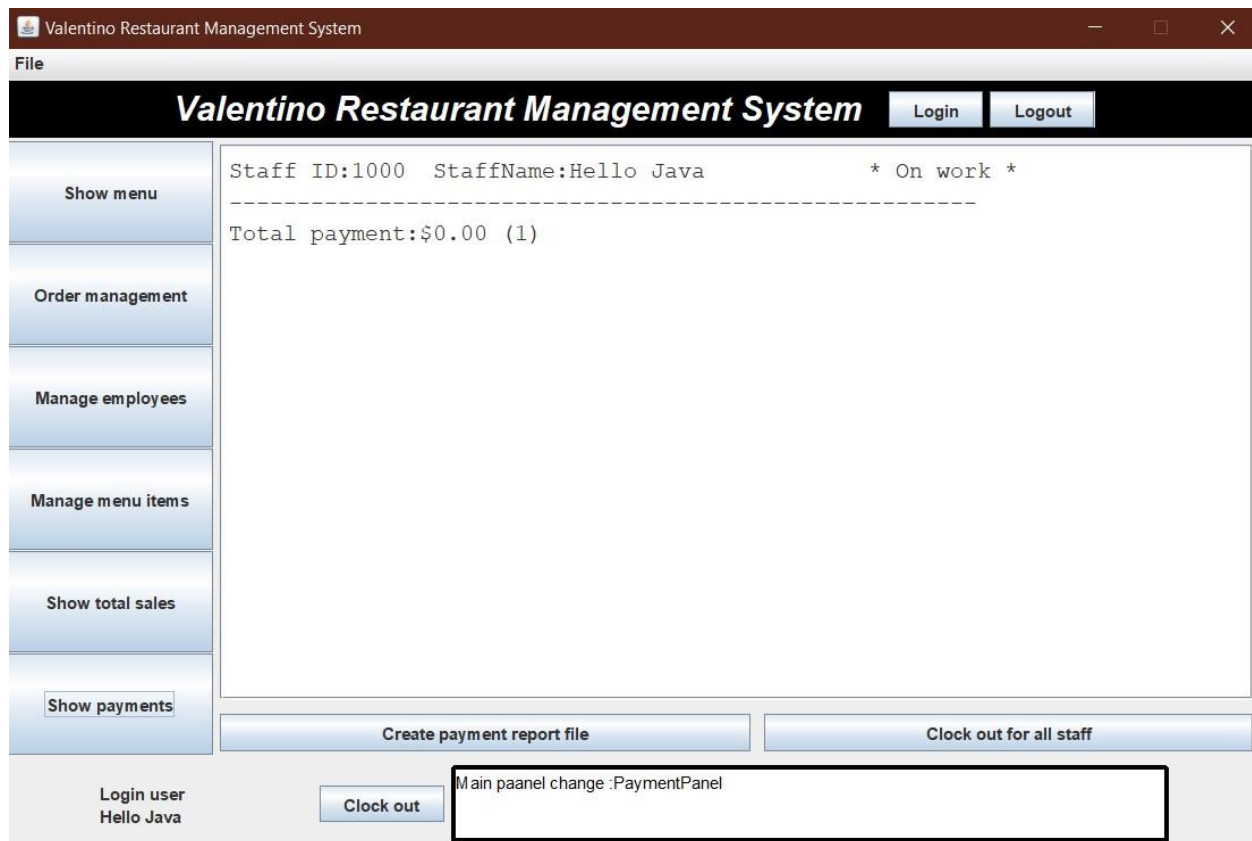 Valentino Restaurant Management System
File
Valentino Restaurant Management System
Login
Logout
Show menu
Order management
Manage employees
Manage menu items
Show total sales
Show payments
Staff ID:1000 StaffName:Hello Java * On work *
-------------------------------------------------------
Total payment:$0.00 (1)
Create payment report file
Clock out for all staff
Login user
Hello Java
Clock out
Main paanel change :PaymentPanel